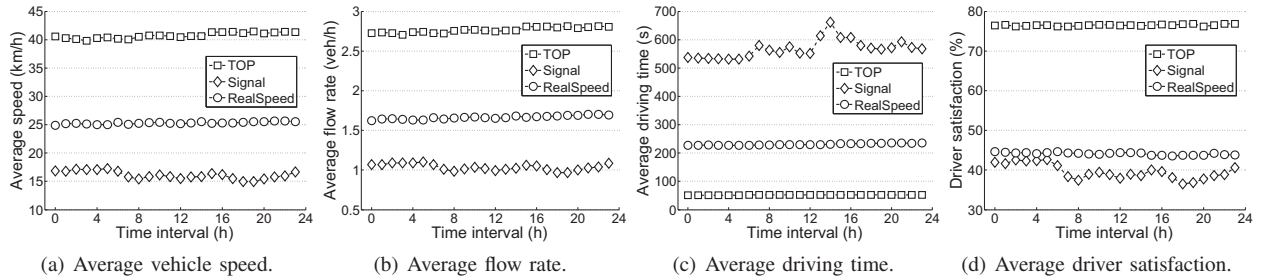 45
40
35
30
25
20
15
10
Average speed (km/h)
TOP
Signal
RealSpeed
0 4 8 12 16 20 24
Time interval (h)
(a) Average vehicle speed.
3
2.5
2
1.5
1
0.5
Average flow rate (veh/h)
TOP
Signal
RealSpeed
0 4 8 12 16 20 24
Time interval (h)
(b) Average flow rate.
700
600
500
400
300
200
100
0
Average driving time (s)
TOP
Signal
RealSpeed
0 4 8 12 16 20 24
Time interval (h)
(c) Average driving time.
80
70
60
50
40
30
Driver satisfaction (%)
TOP
Signal
RealSpeed
0 4 8 12 16 20 24
Time interval (h)
(d) Average driver satisfaction.